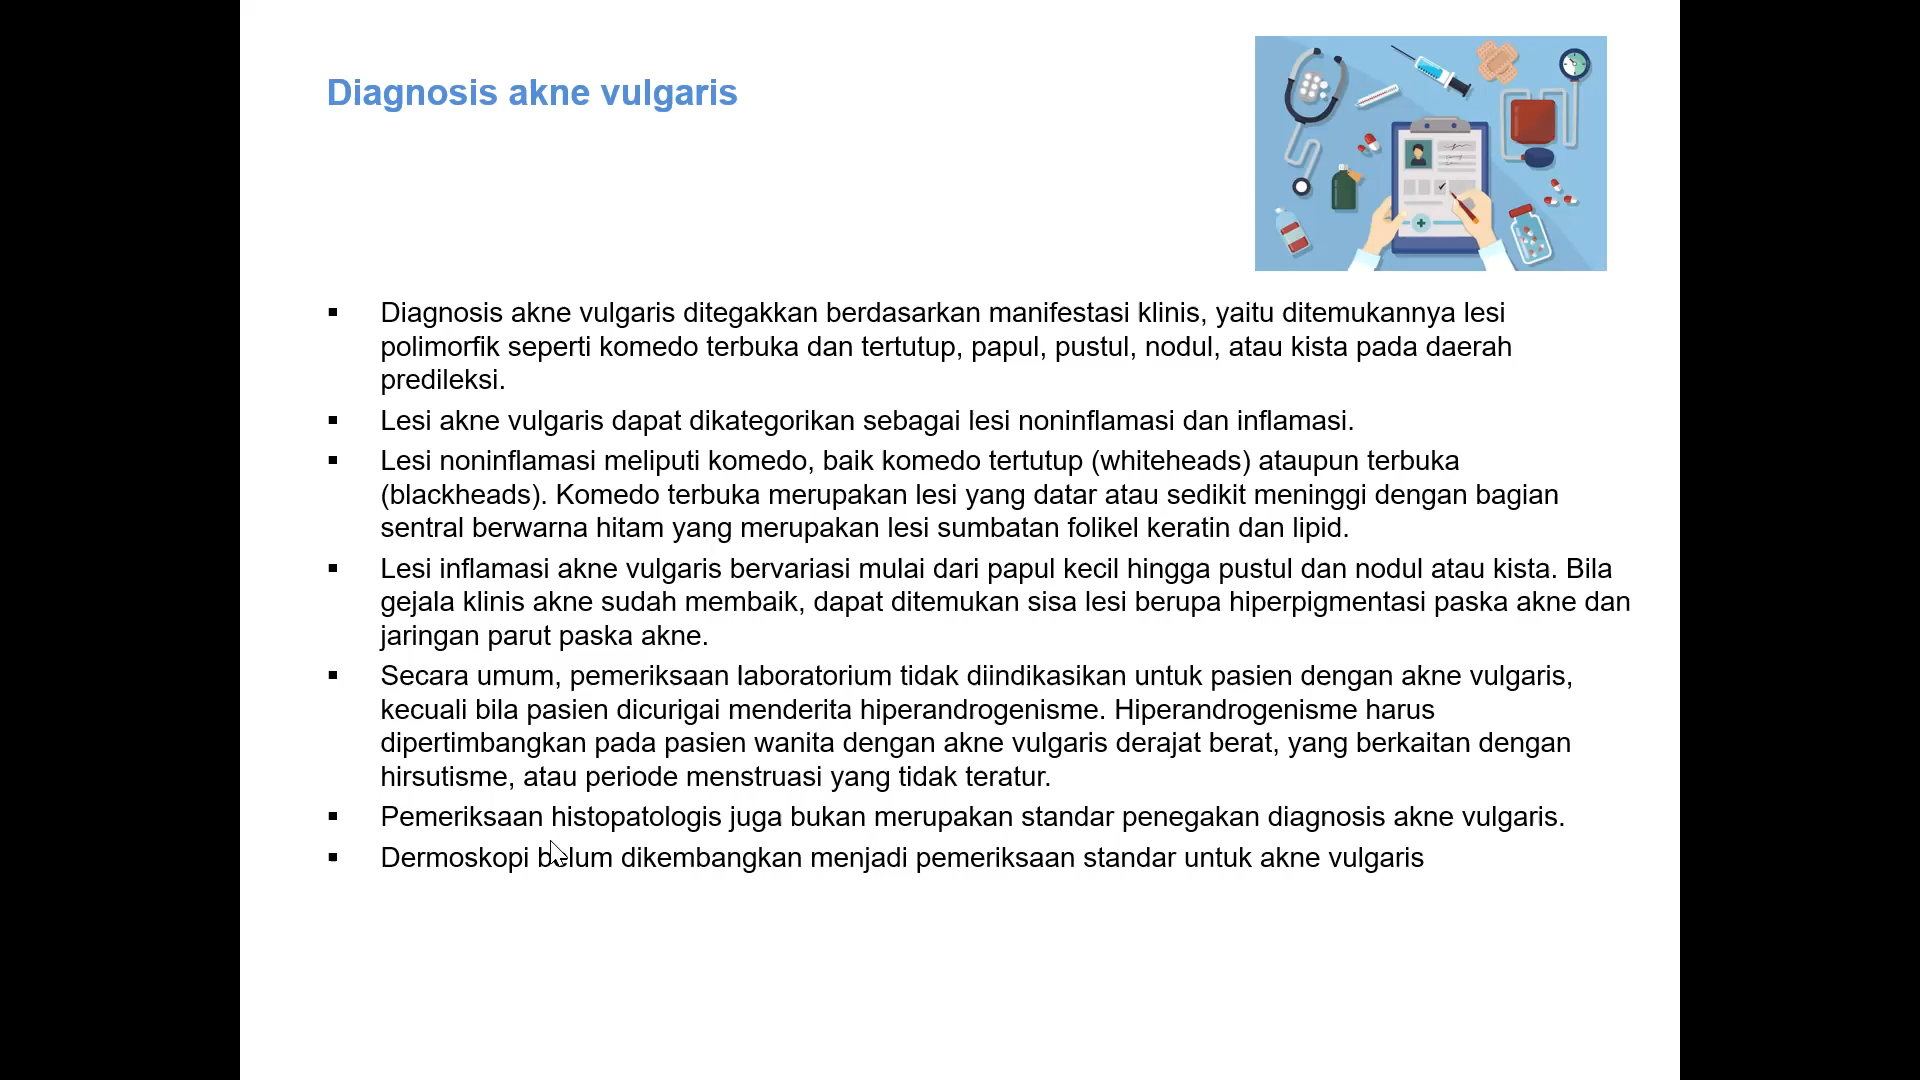 Diagnosis akne vulgaris
▪ Diagnosis akne vulgaris ditegakkan berdasarkan manifestasi klinis, yaitu ditemukannya lesi
polimorfik seperti komedo terbuka dan tertutup, papul, pustul, nodul, atau kista pada daerah
predileksi.
▪ Lesi akne vulgaris dapat dikategorikan sebagai lesi noninflamasi dan inflamasi.
▪ Lesi noninflamasi meliputi komedo, baik komedo tertutup (whiteheads) ataupun terbuka
(blackheads). Komedo terbuka merupakan lesi yang datar atau sedikit meninggi dengan bagian
sentral berwarna hitam yang merupakan lesi sumbatan folikel keratin dan lipid.
▪ Lesi inflamasi akne vulgaris bervariasi mulai dari papul kecil hingga pustul dan nodul atau kista. Bila
gejala klinis akne sudah membaik, dapat ditemukan sisa lesi berupa hiperpigmentasi paska akne dan
jaringan parut paska akne.
▪ Secara umum, pemeriksaan laboratorium tidak diindikasikan untuk pasien dengan akne vulgaris,
kecuali bila pasien dicurigai menderita hiperandrogenisme. Hiperandrogenisme harus
dipertimbangkan pada pasien wanita dengan akne vulgaris derajat berat, yang berkaitan dengan
hirsutisme, atau periode menstruasi yang tidak teratur.
▪ Pemeriksaan histopatologis juga bukan merupakan standar penegakan diagnosis akne vulgaris.
▪ Dermoskopi belum dikembangkan menjadi pemeriksaan standar untuk akne vulgaris